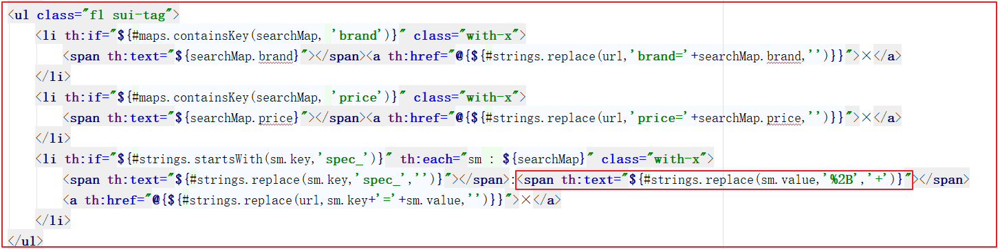 <ul class="fl sui-tag">
<li th:if="${#maps.containsKey(searchMap, 'brand')}" class="with-x">
<span th:text="${searchMap.brand}"></span><a th:href="@{${#strings.replace(url,'brand='+searchMap.brand,'')}}">×</a>
</li>
<li th:if="${#maps.containsKey(searchMap, 'price')}" class="with-x">
<span th:text="${searchMap.price}"></span><a th:href="@{${#strings.replace(url,'price='+searchMap.price,'')}}">×</a>
</li>
<li th:if="${#strings.startsWith(sm.key,'spec_')}" th:each="sm : ${searchMap}" class="with-x">
<span th:text="${#strings.replace(sm.key,'spec_','')}"></span>:<span th:text="${#strings.replace(sm.value,'%2B','+')}"></span>
<a th:href="@{${#strings.replace(url,sm.key+'='+sm.value,'')}}">×</a>
</li>
</ul>